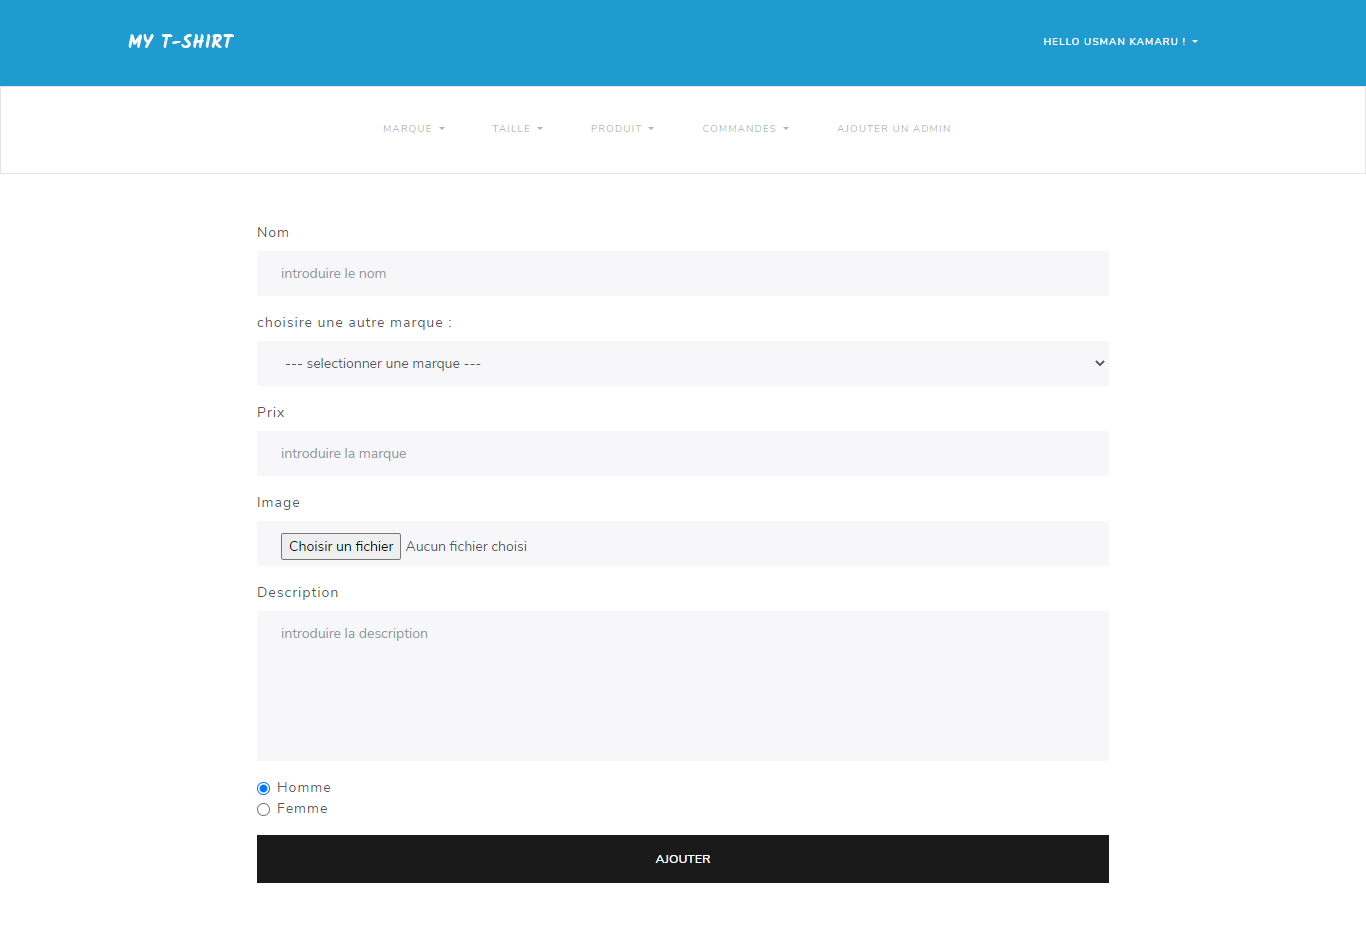 MY T-SHIRT
HELLO USMAN KAMARU !
MARQUE TAILLE PRODUIT COMMANDES AJOUTER UN ADMIN
Nom
introduire le nom
choisire une autre marque :
--- selectionner une marque ---
Prix
introduire la marque
Image
Choisir un fichier Aucun fichier choisi
Description
introduire la description
Homme
Femme
AJOUTER